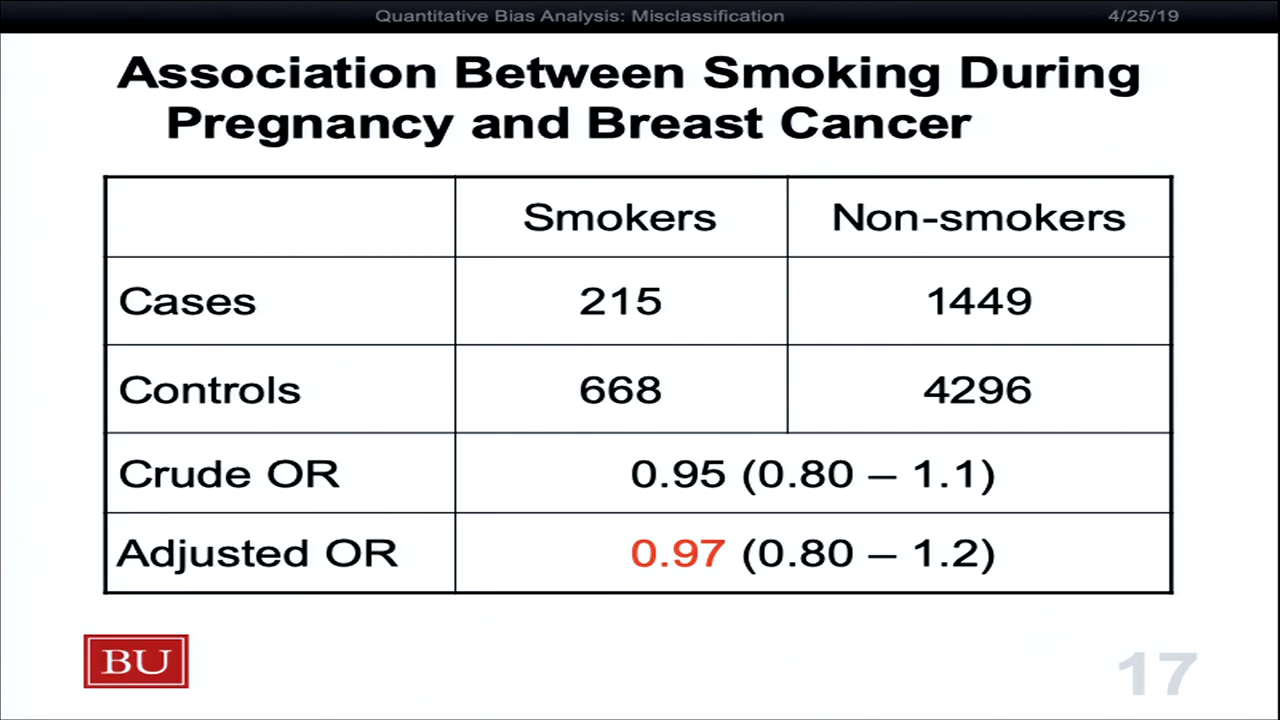 Quantitative Bias Analysis: Misclassification 4/25/19
Association Between Smoking During
Pregnancy and Breast Cancer
Smokers Non-smokers
Cases 215 1449
Controls 668 4296
Crude OR 0.95 (0.80 – 1.1)
Adjusted OR 0.97 (0.80 – 1.2)
BU
17